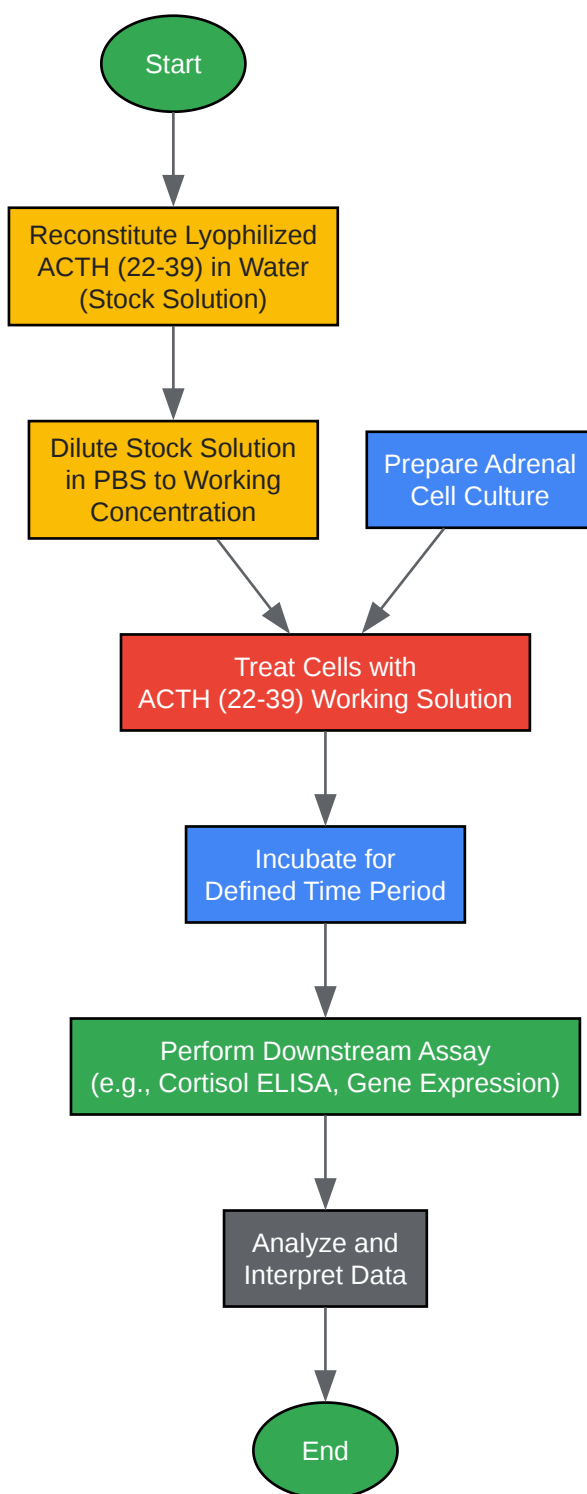 Start
Reconstitute Lyophilized
ACTH (22-39) in Water
(Stock Solution)
Dilute Stock Solution
in PBS to Working
Concentration
Prepare Adrenal
Cell Culture
Treat Cells with
ACTH (22-39) Working Solution
Incubate for
Defined Time Period
Perform Downstream Assay
(e.g., Cortisol ELISA, Gene Expression)
Analyze and
Interpret Data
End